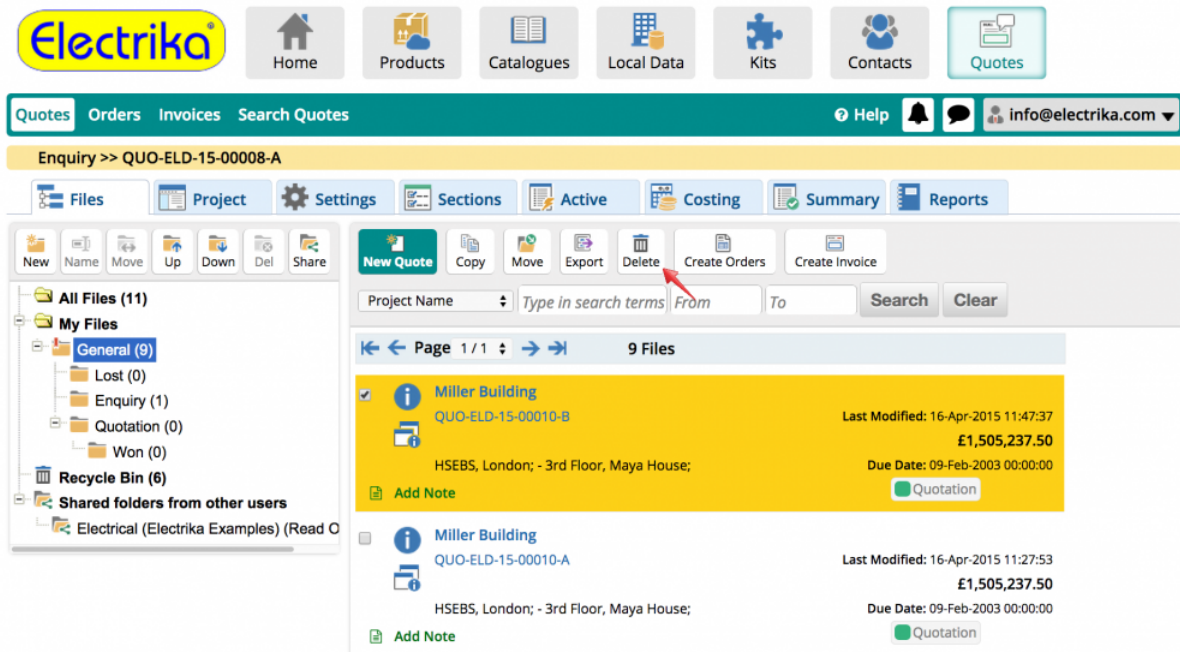 Electrika®
Home
Products
Catalogues
Local Data
Kits
Contacts
Quotes
Quotes Orders Invoices Search Quotes
Help
info@electrika.com
Enquiry >> QUO-ELD-15-00008-A
Files Project Settings Sections Active Costing Summary Reports
New Name Move Up Down Del Share
All Files (11)
My Files
General (9)
Lost (0)
Enquiry (1)
Quotation (0)
Won (0)
Recycle Bin (6)
Shared folders from other users
Electrical (Electrika Examples) (Read O
New Quote Copy Move Export Delete Create Orders Create Invoice
Project Name Type in search terms From To Search Clear
Page 1 / 1 9 Files
Miller Building
QUO-ELD-15-00010-B
Last Modified: 16-Apr-2015 11:47:37
£1,505,237.50
HSEBS, London; - 3rd Floor, Maya House;
Due Date: 09-Feb-2003 00:00:00
Add Note
Quotation
Miller Building
QUO-ELD-15-00010-A
Last Modified: 16-Apr-2015 11:27:53
£1,505,237.50
HSEBS, London; - 3rd Floor, Maya House;
Due Date: 09-Feb-2003 00:00:00
Add Note
Quotation